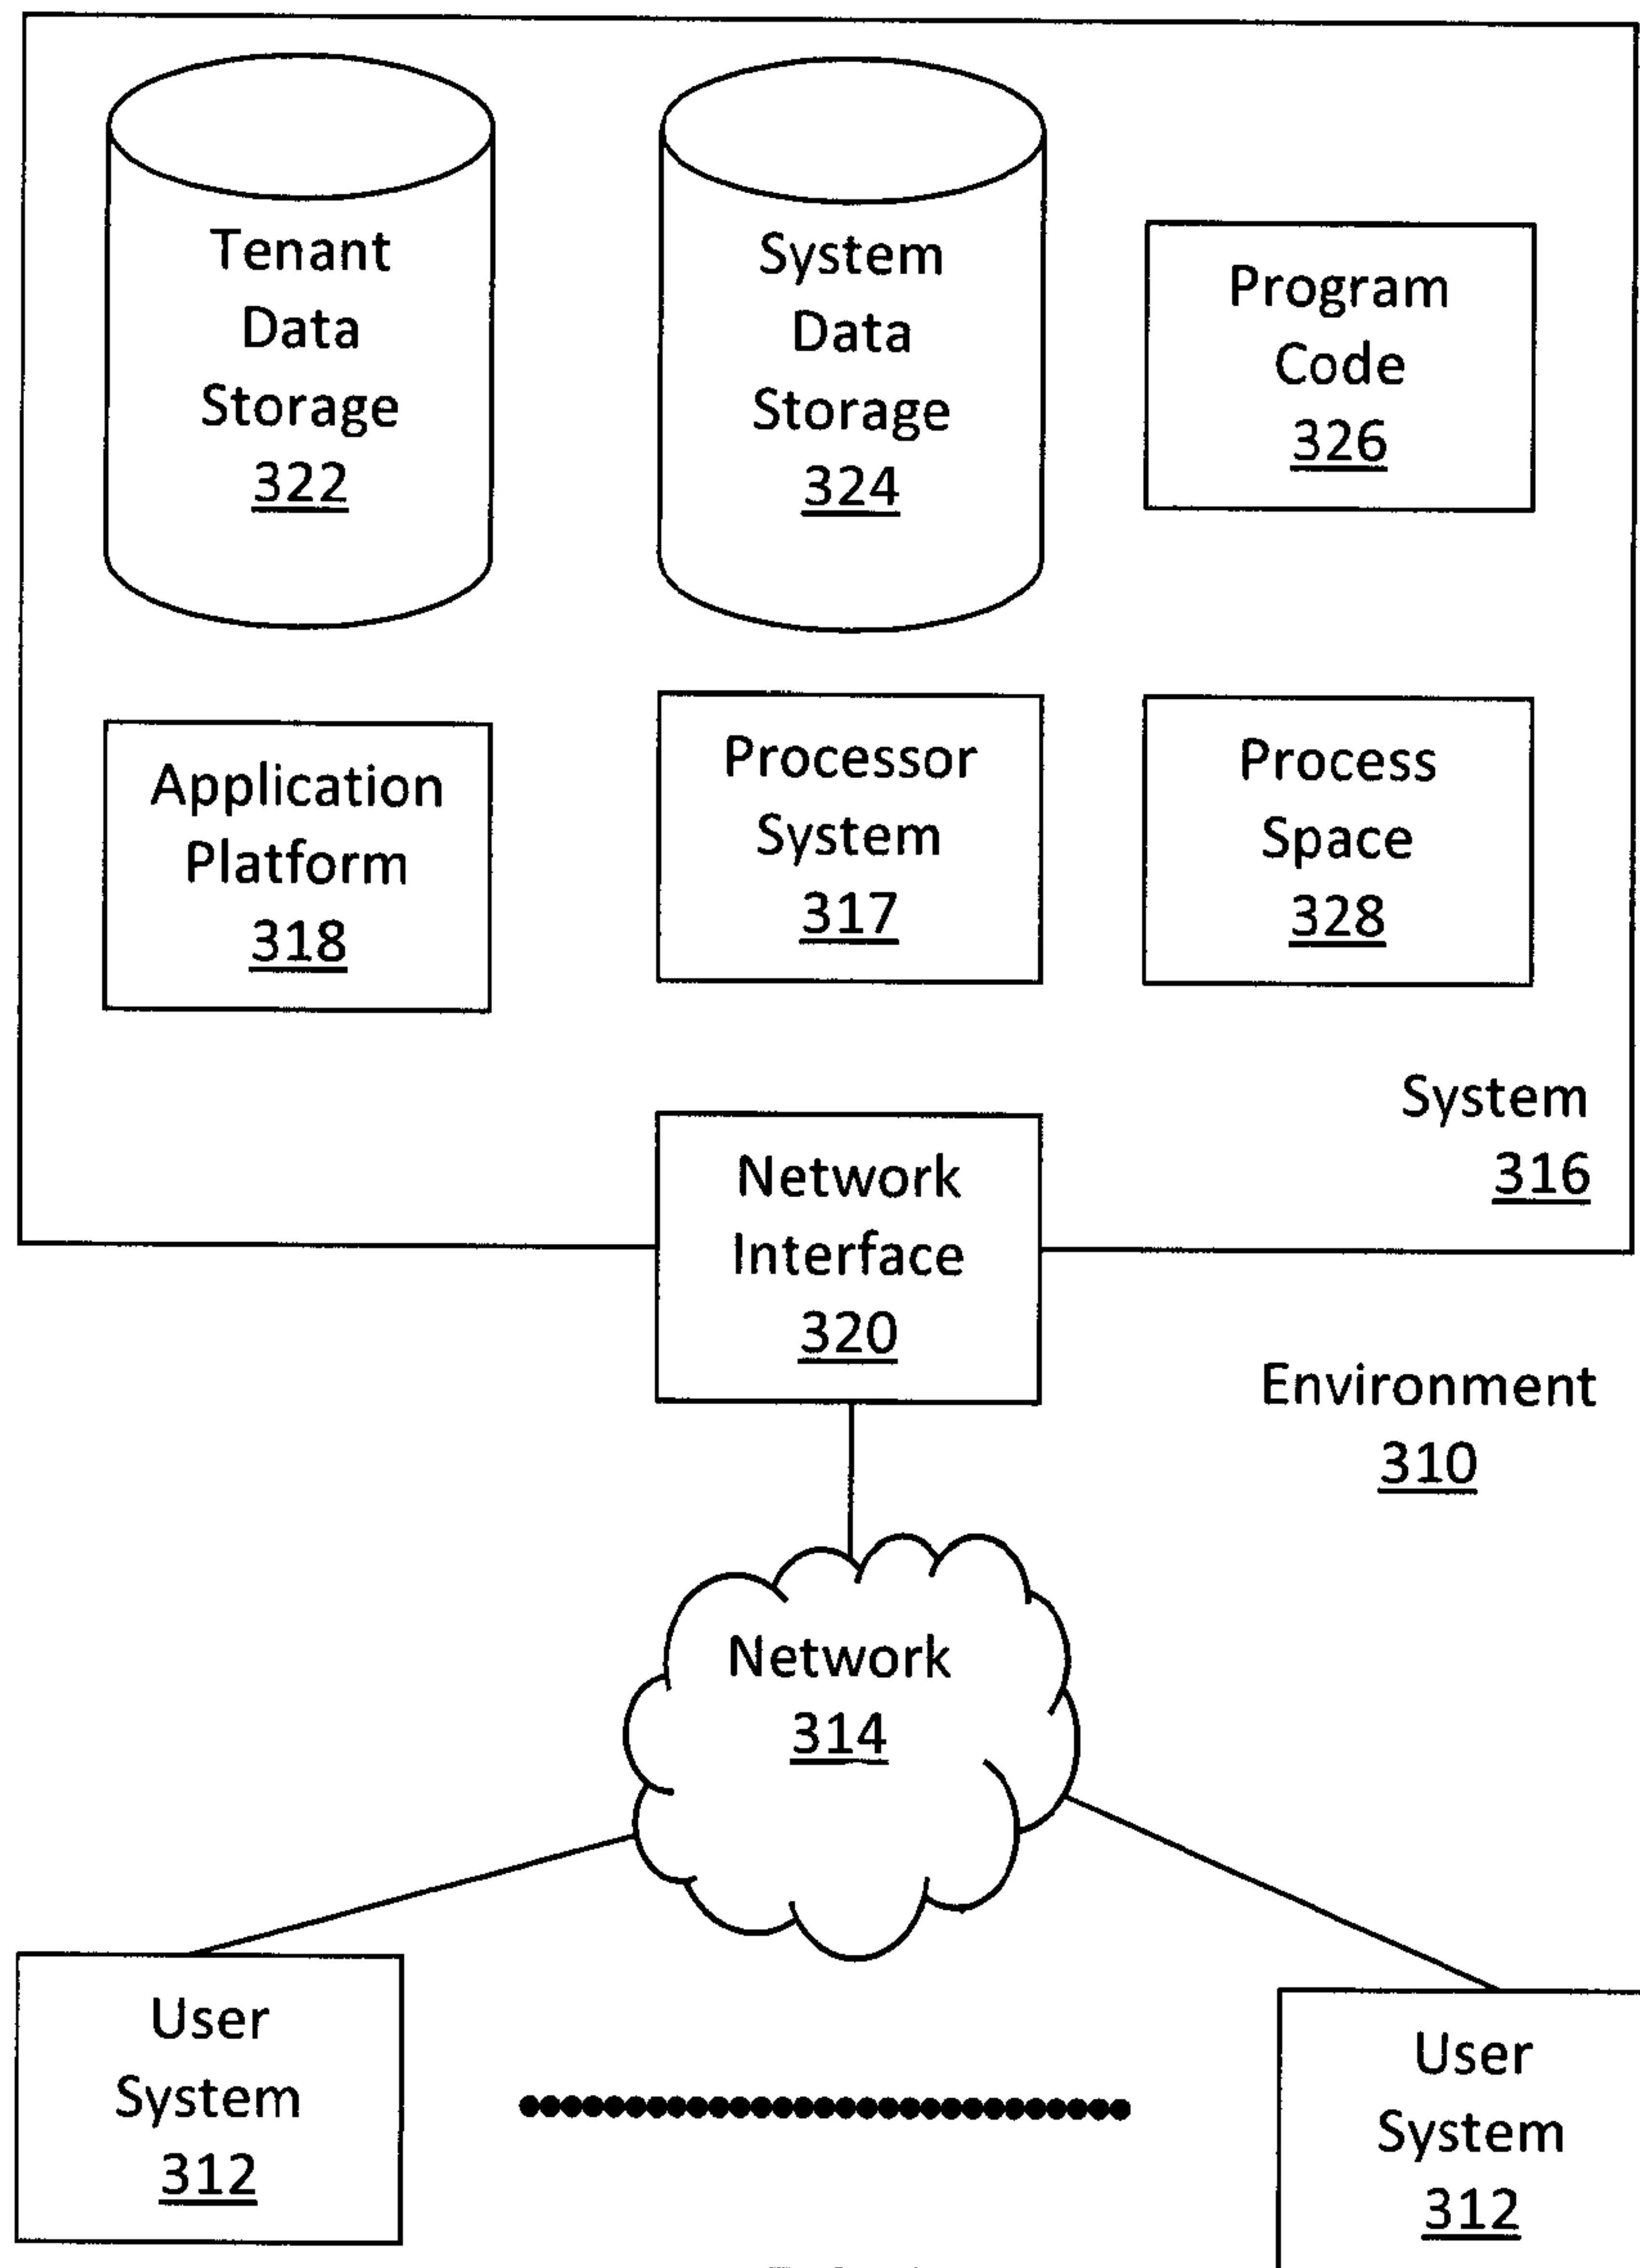 Tenant
Data
Storage
322
System
Data
Storage
324
Program
Code
326
Application
Platform
318
Processor
System
317
Process
Space
328
System
316
Network
Interface
320
Environment
310
Network
314
User
System
312
User
System
312